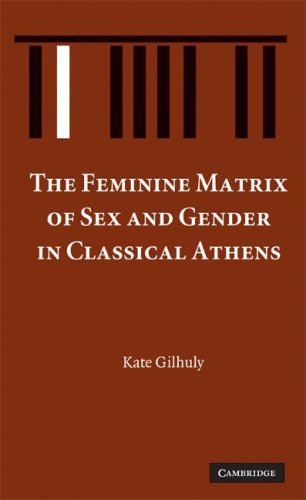 THE FEMININE MATRIX
OF SEX AND GENDER
IN CLASSICAL ATHENS
Kate Gilhuly
CAMBRIDGE